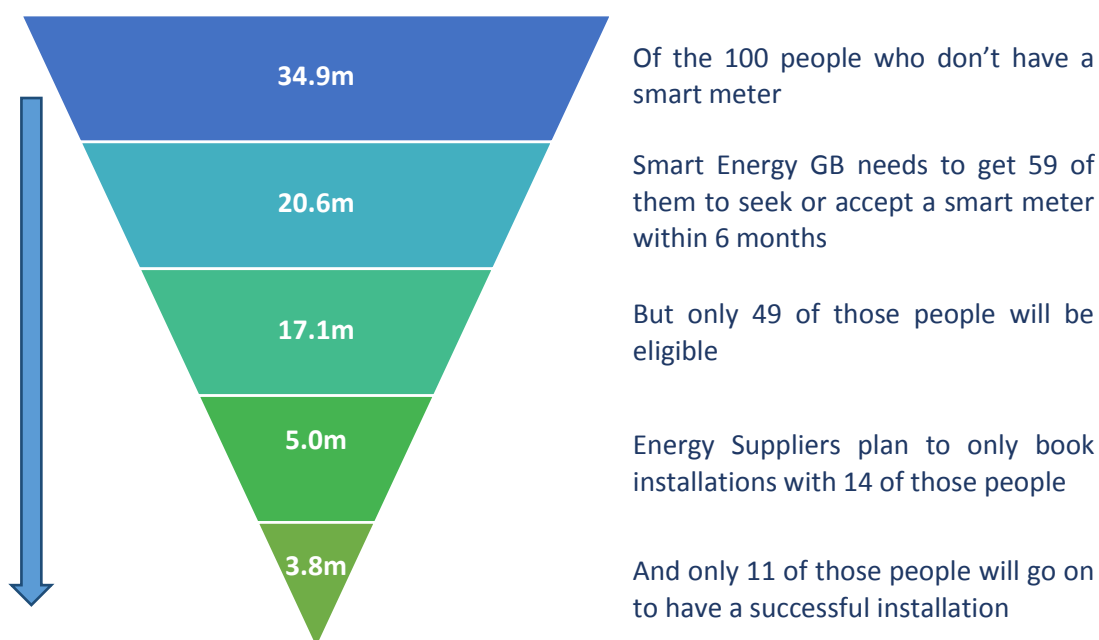 34.9m
Of the 100 people who don’t have a
smart meter
20.6m
Smart Energy GB needs to get 59 of
them to seek or accept a smart meter
within 6 months
17.1m
But only 49 of those people will be
eligible
5.0m
Energy Suppliers plan to only book
installations with 14 of those people
3.8m
And only 11 of those people will go on
to have a successful installation